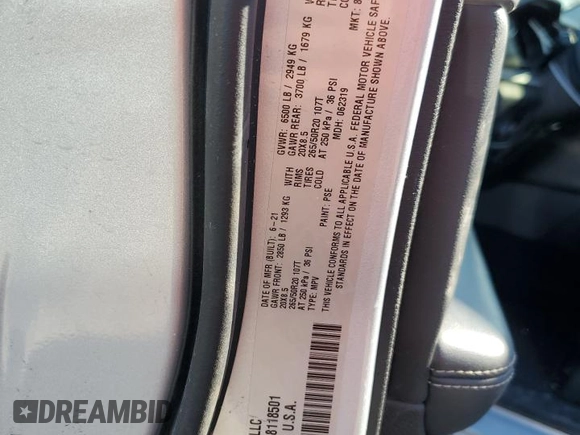 LLC
8118501
U.S.A.
DATE OF MFR (BUILT): 6-21
GVWR: 6500 LB / 2949 KG
GAWR FRONT: 2850 LB / 1293 KG
WITH
GAWR REAR: 3700 LB / 1679 KG
20X8.5
RIMS
20X8.5
265/50R20 107T
TIRES
265/50R20 107T
AT 250 kPa / 36 PSI
COLD
AT 250 kPa / 36 PSI
TYPE: MPV
PAINT: PSE
MDH: 062319
MKT:
THIS VEHICLE CONFORMS TO ALL APPLICABLE U.S.A. FEDERAL MOTOR VEHICLE SAF
STANDARDS IN EFFECT ON THE DATE OF MANUFACTURE SHOWN ABOVE.
DREAMBID
.COM